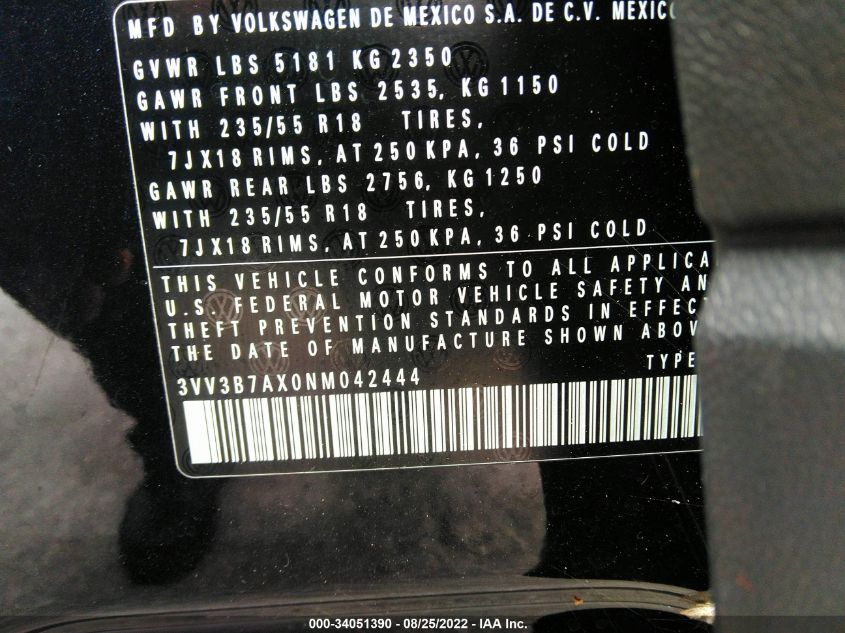 MFD BY VOLKSWAGEN DE MEXICO S.A. DE C.V. MEXICO
GVWR LBS 5181 KG 2350
GAWR FRONT LBS 2535, KG 1150
WITH 235/55 R18 TIRES,
7JX18 RIMS, AT 250 KPA, 36 PSI COLD
GAWR REAR LBS 2756, KG 1250
WITH 235/55 R18 TIRES,
7JX18 RIMS, AT 250 KPA, 36 PSI COLD
THIS VEHICLE CONFORMS TO ALL APPLICA
U.S. FEDERAL MOTOR VEHICLE SAFETY AN
THEFT PREVENTION STANDARDS IN EFFECT
THE DATE OF MANUFACTURE SHOWN ABOV
3VV3B7AX0NM042444 TYPE
000-34051390 - 08/25/2022 - IAA Inc.